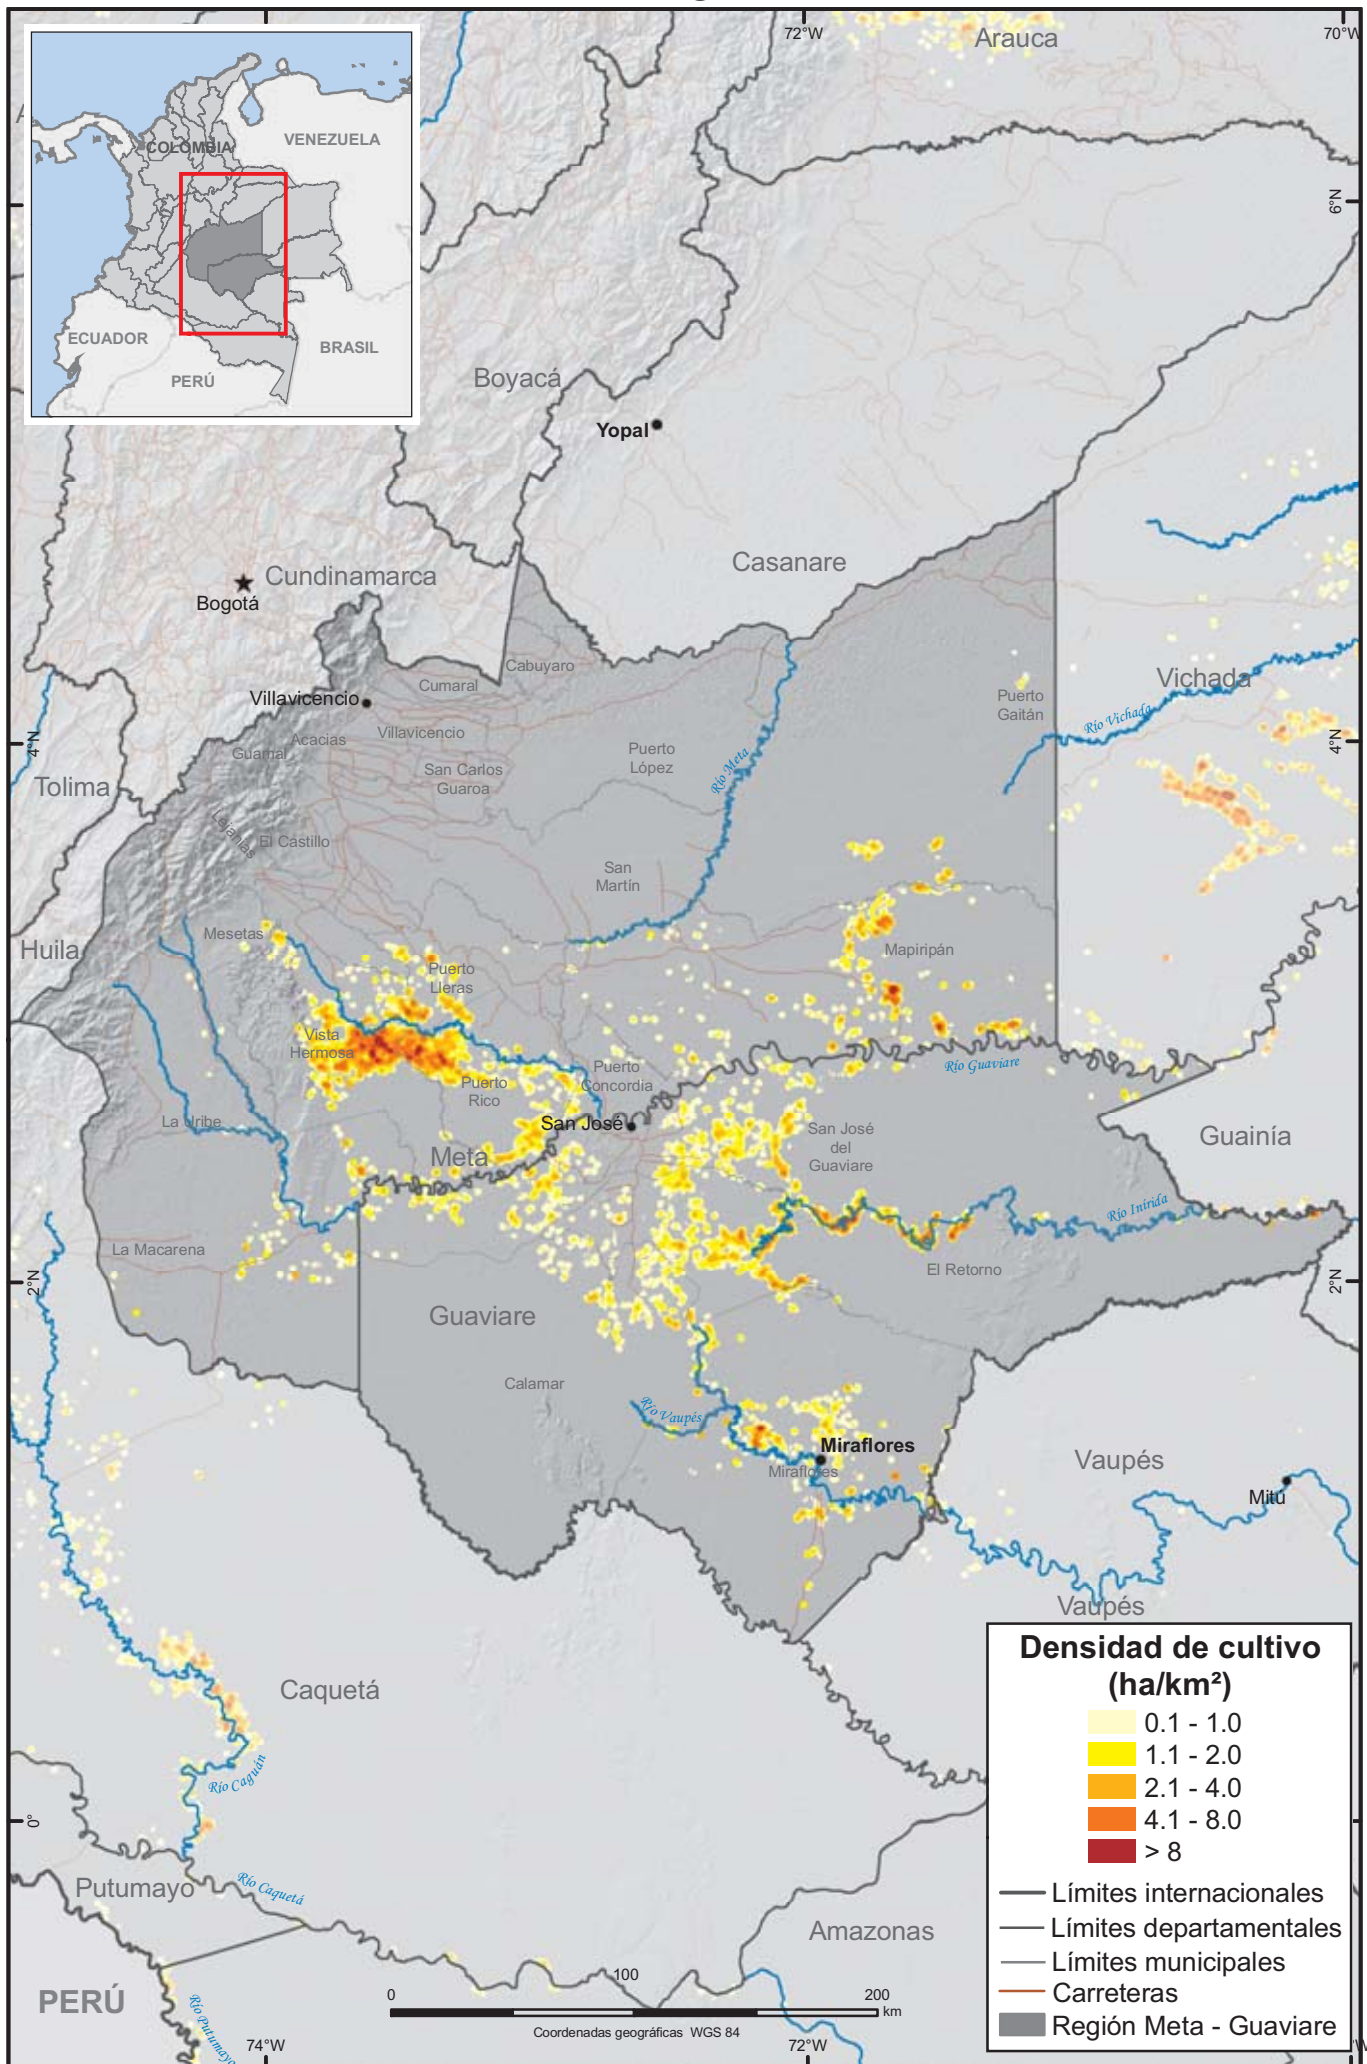 72°W
70°W
Arauca
VENEZUELA
COLOMBIA
ECUADOR
PERÚ
BRASIL
6°N
Boyacá
Yopal
Casanare
Cundinamarca
Bogotá
Cabuyaro
Cumaral
Villavicencio
Villavicencio
Acacias
Guamal
San Carlos
Guaroa
Puerto
López
Río Meta
Puerto
Gaitán
Vichada
Río Vichada
4°N
4°N
Tolima
Lejanías
El Castillo
San
Martín
Huila
Mesetas
Mapiripán
Puerto
Lleras
Vista
Hermosa
Puerto
Rico
Puerto
Concordia
Río Guaviare
La Uribe
San José
San José
del
Guaviare
Guainía
Meta
Río Inírida
La Macarena
El Retorno
2°N
2°N
Guaviare
Calamar
Río Vaupés
Miraflores
Miraflores
Vaupés
Mitú
Vaupés
Caquetá
Río Caguán
0°
Putumayo
Río Caquetá
Amazonas
PERÚ
Río Putumayo
Densidad de cultivo
(ha/km²)
0.1 - 1.0
1.1 - 2.0
2.1 - 4.0
4.1 - 8.0
> 8
Límites internacionales
Límites departamentales
Límites municipales
Carreteras
Región Meta - Guaviare
0
100
200
km
Coordenadas geográficas WGS 84
74°W
72°W